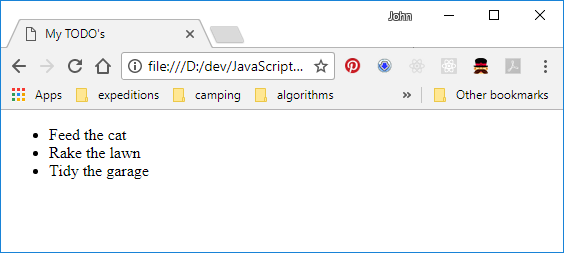 John
My TODO's
file:///D:/dev/JavaScript...
Apps expeditions camping algorithms » Other bookmarks
Feed the cat
Rake the lawn
Tidy the garage